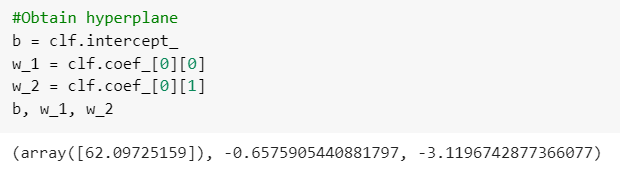 #Obtain hyperplane
b = clf.intercept_
w_1 = clf.coef_[0][0]
w_2 = clf.coef_[0][1]
b, w_1, w_2
(array([62.09725159]), -0.6575905440881797, -3.1196742877366077)